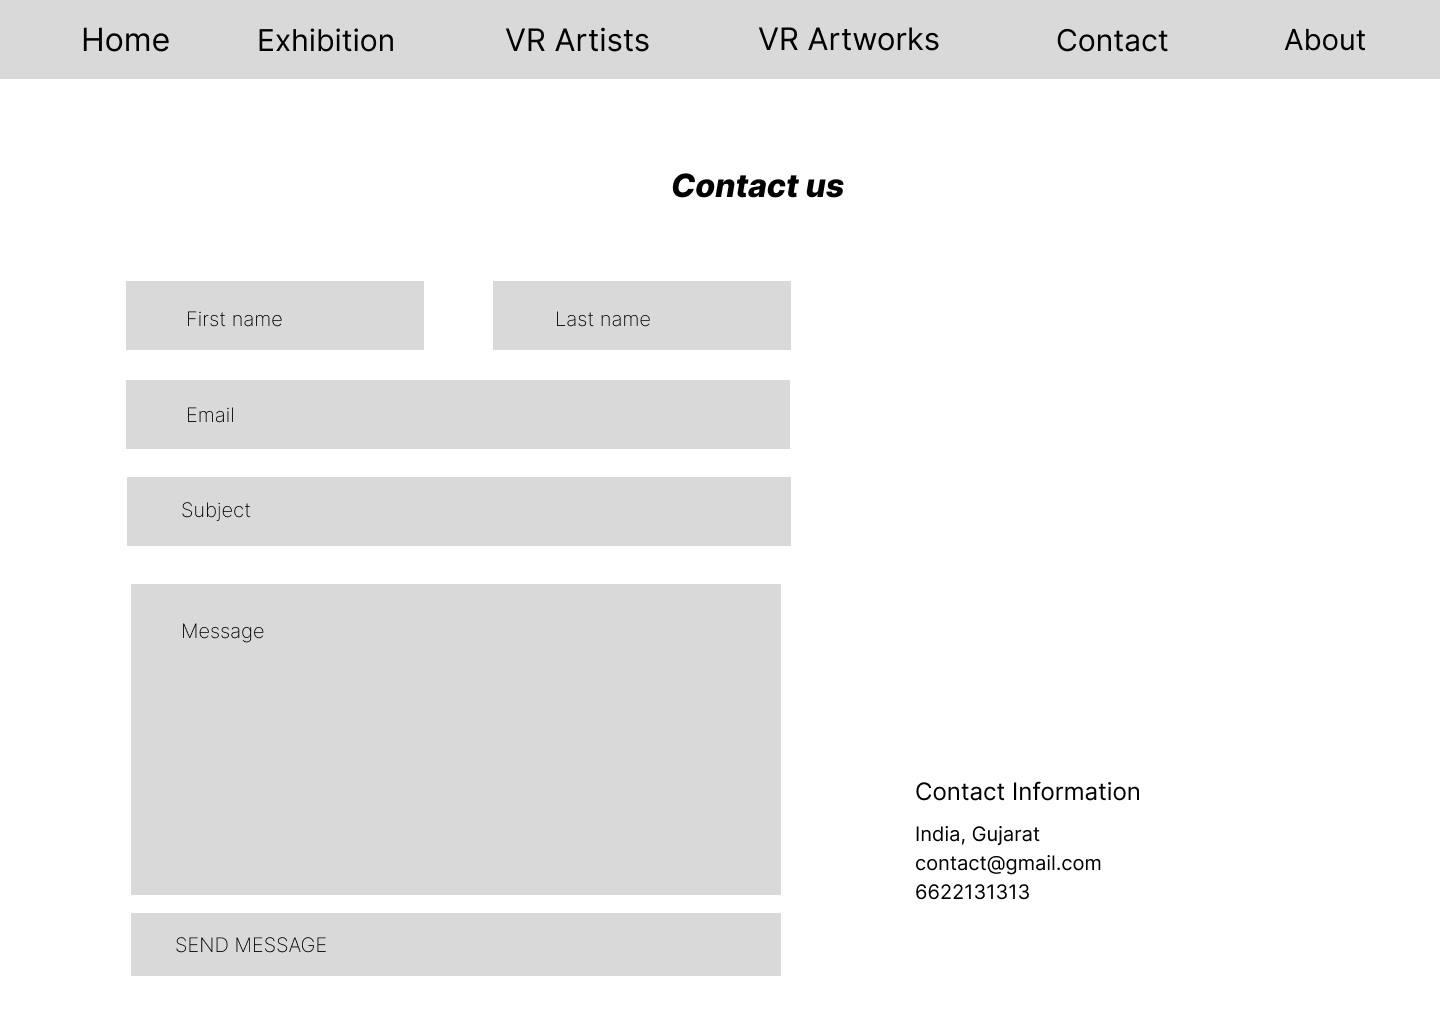 Home Exhibition VR Artists VR Artworks Contact About
Contact us
First name Last name
Email
Subject
Message
SEND MESSAGE
Contact Information
India, Gujarat
contact@gmail.com
6622131313